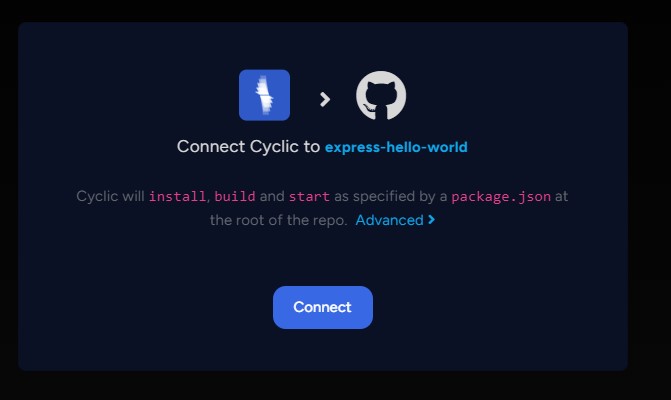 Connect Cyclic to express-hello-world
Cyclic will install, build and start as specified by a package.json at
the root of the repo. Advanced
Connect